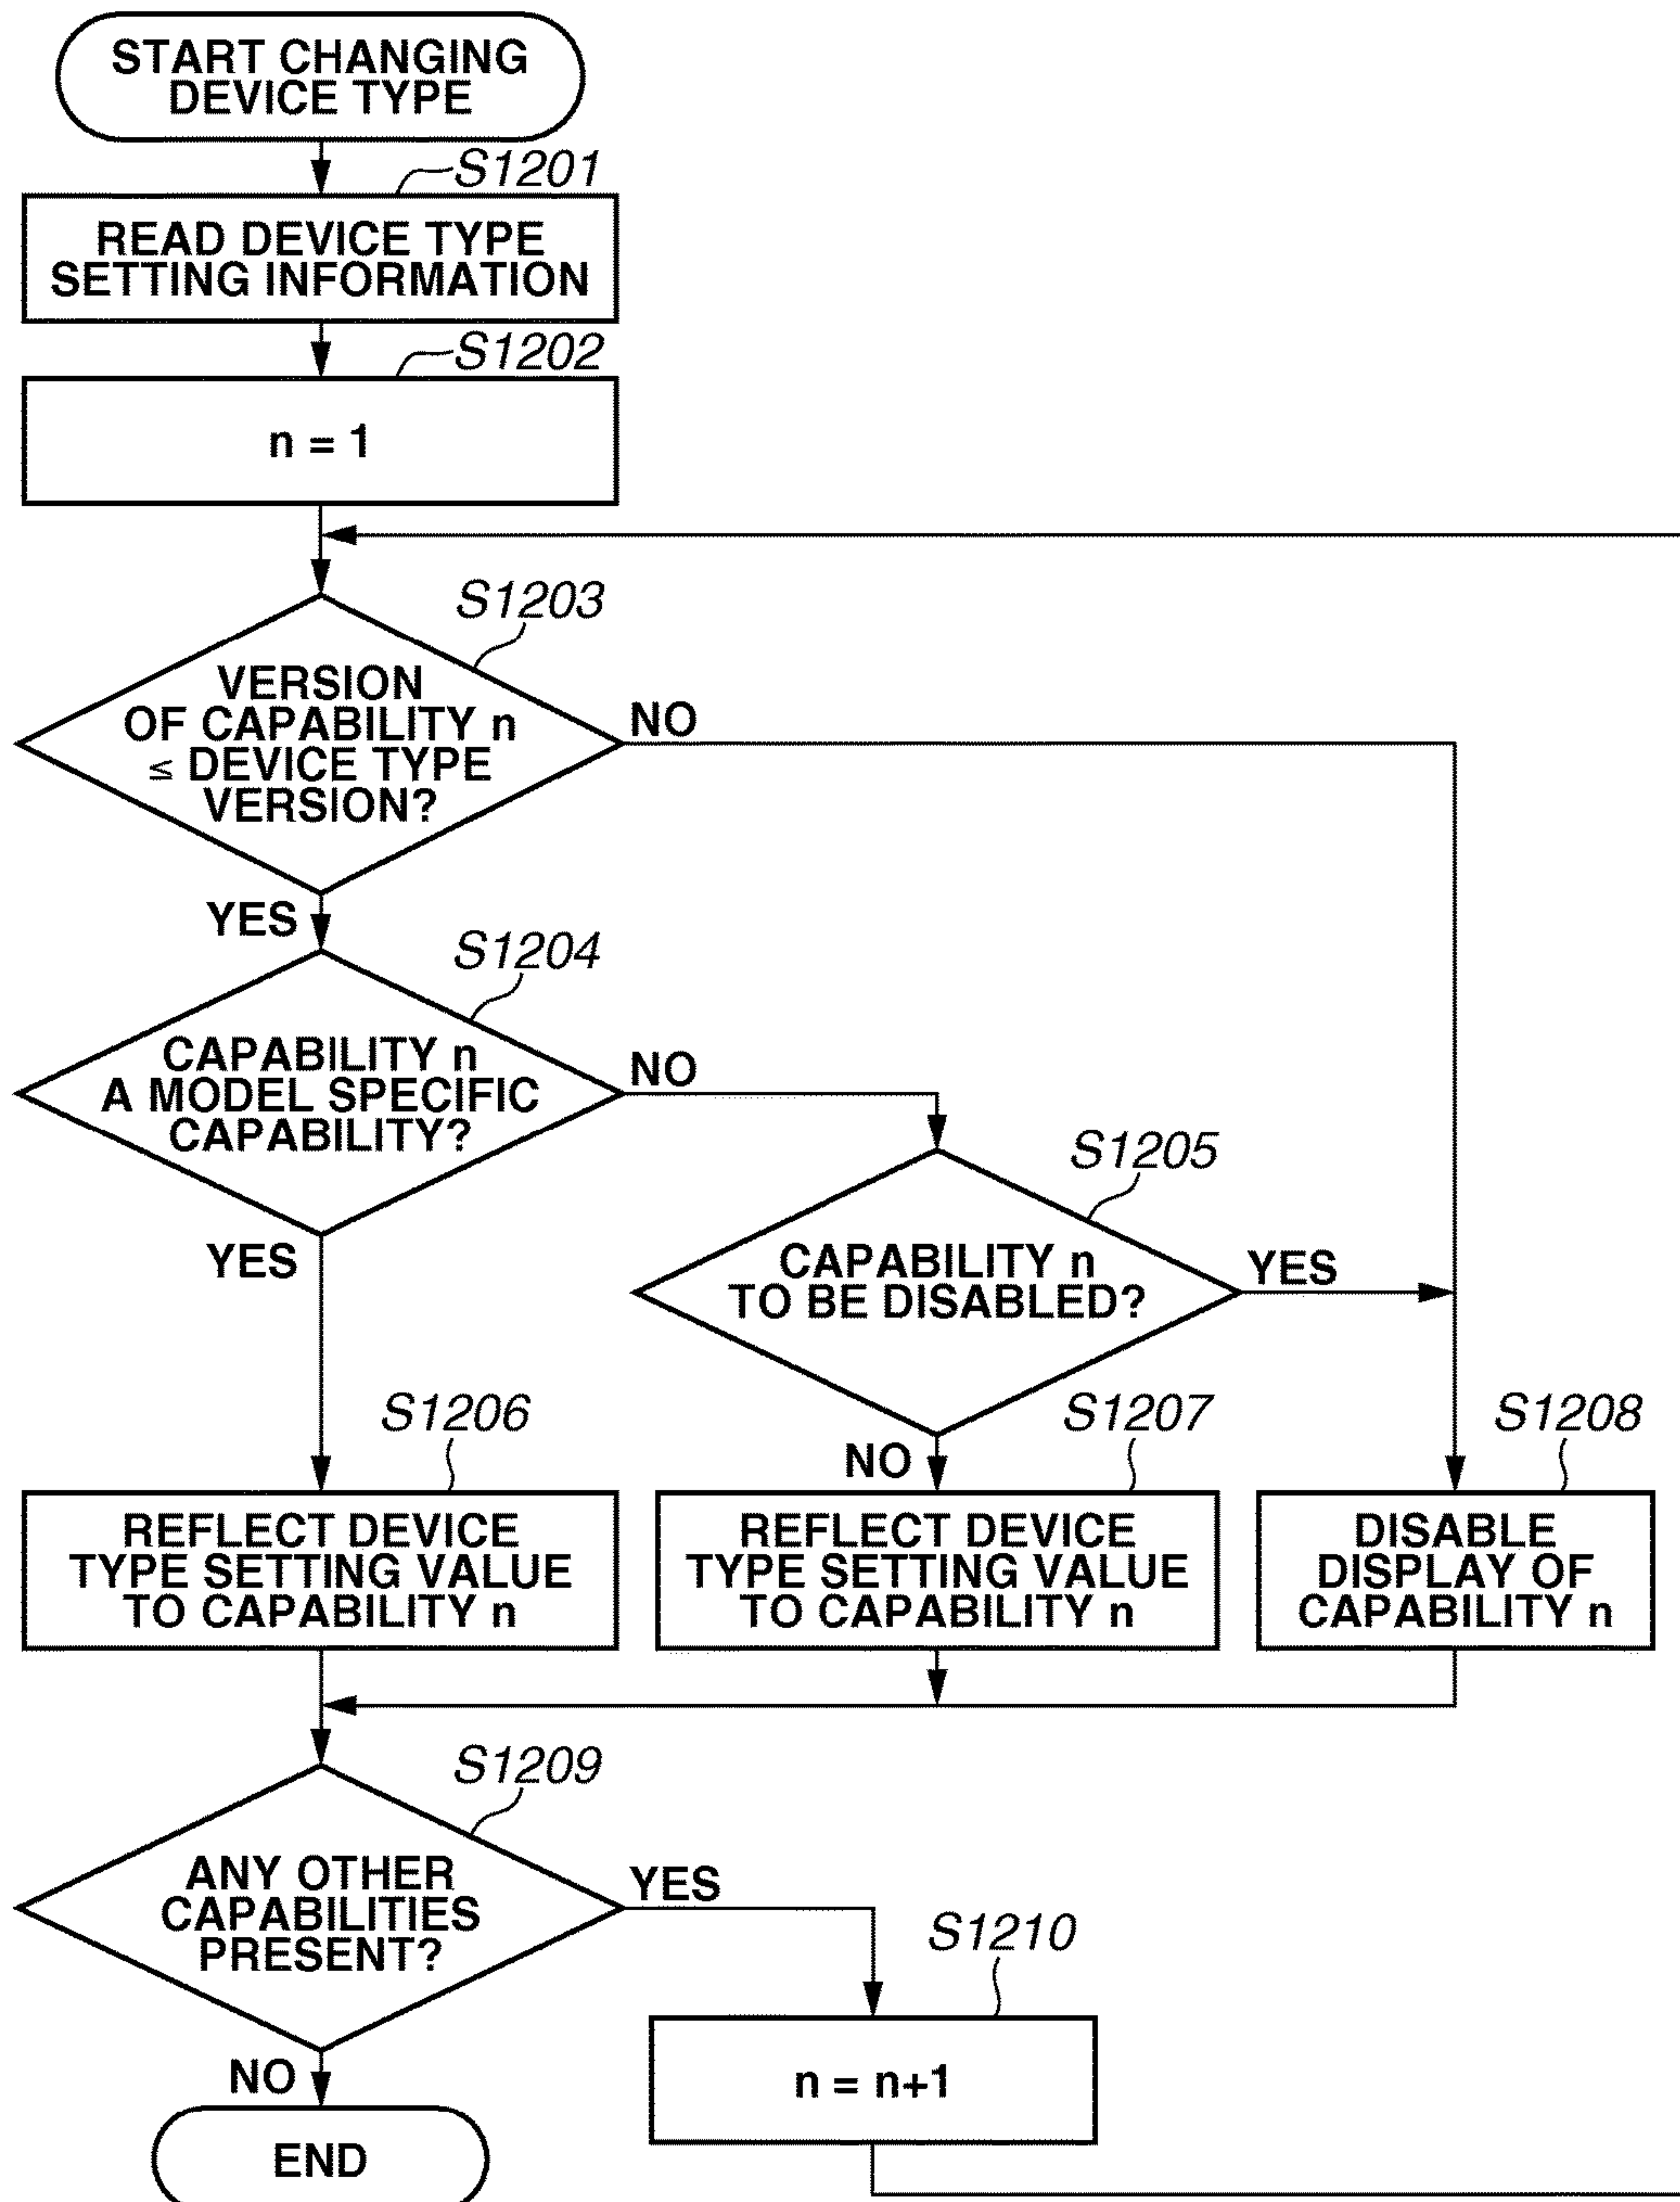 START CHANGING
DEVICE TYPE
S1201
READ DEVICE TYPE
SETTING INFORMATION
S1202
n = 1
S1203
VERSION
OF CAPABILITY n
≤ DEVICE TYPE
VERSION?
NO
YES
S1204
CAPABILITY n
A MODEL SPECIFIC
CAPABILITY?
NO
YES
S1205
CAPABILITY n
TO BE DISABLED?
YES
NO
S1206
REFLECT DEVICE
TYPE SETTING VALUE
TO CAPABILITY n
S1207
REFLECT DEVICE
TYPE SETTING VALUE
TO CAPABILITY n
S1208
DISABLE
DISPLAY OF
CAPABILITY n
S1209
ANY OTHER
CAPABILITIES
PRESENT?
YES
NO
S1210
n = n+1
END